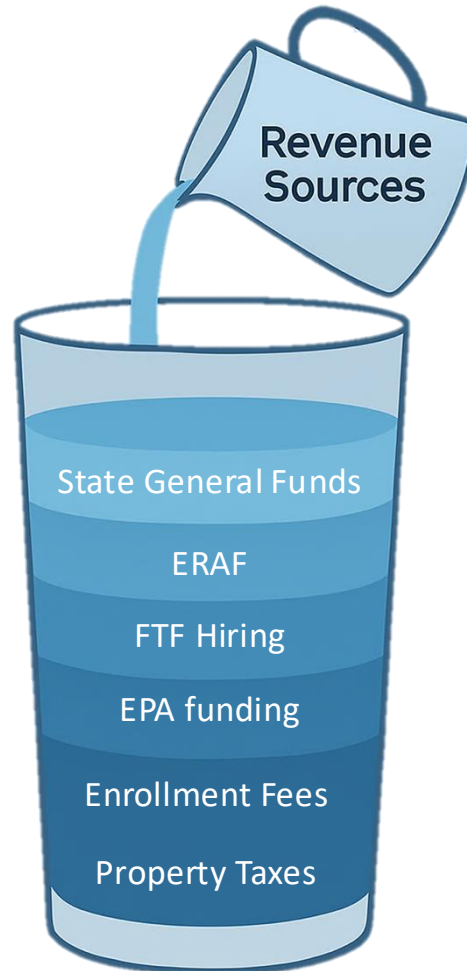 Revenue
Sources
State General Funds
ERAF
FTF Hiring
EPA funding
Enrollment Fees
Property Taxes